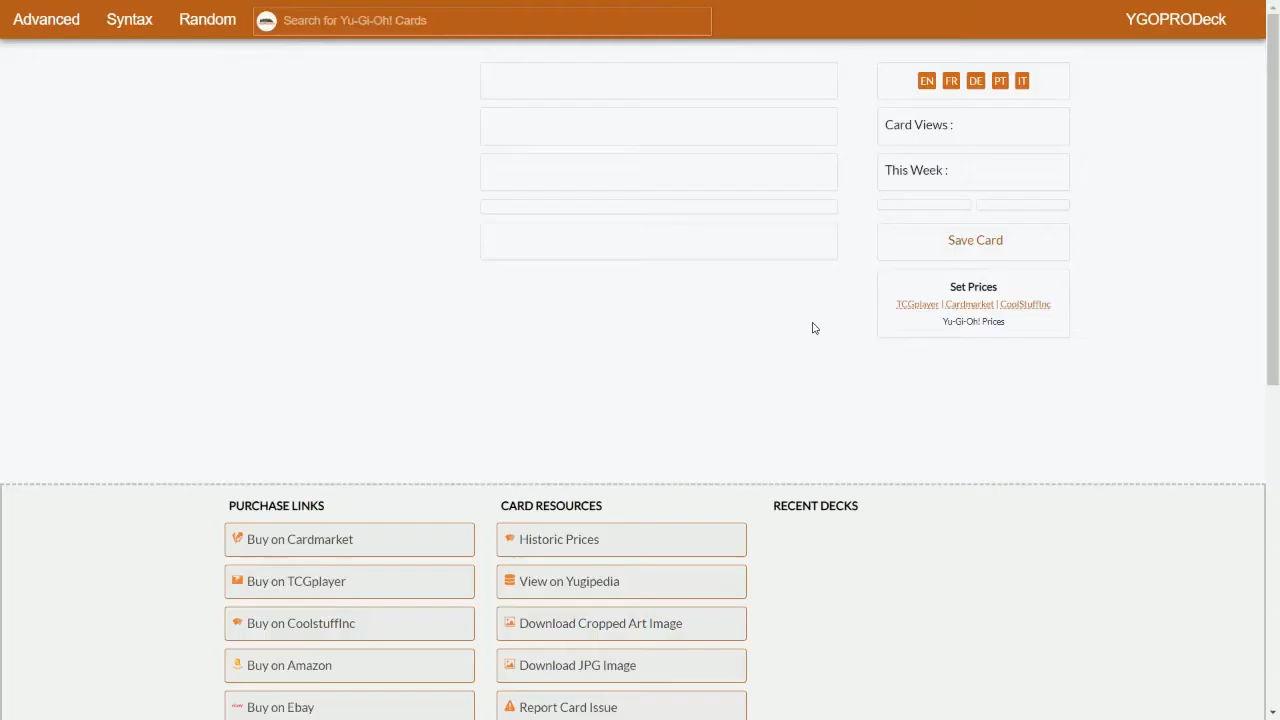 Advanced Syntax Random Search for Yu-Gi-Oh! Cards YGOPRODeck
EN FR DE PT IT
Card Views :
This Week :
Save Card
Set Prices
TCGplayer | Cardmarket | CoolStuffInc
Yu-Gi-Oh! Prices
PURCHASE LINKS
Buy on Cardmarket
Buy on TCGplayer
Buy on CoolstuffInc
Buy on Amazon
Buy on Ebay
CARD RESOURCES
Historic Prices
View on Yugipedia
Download Cropped Art Image
Download JPG Image
Report Card Issue
RECENT DECKS